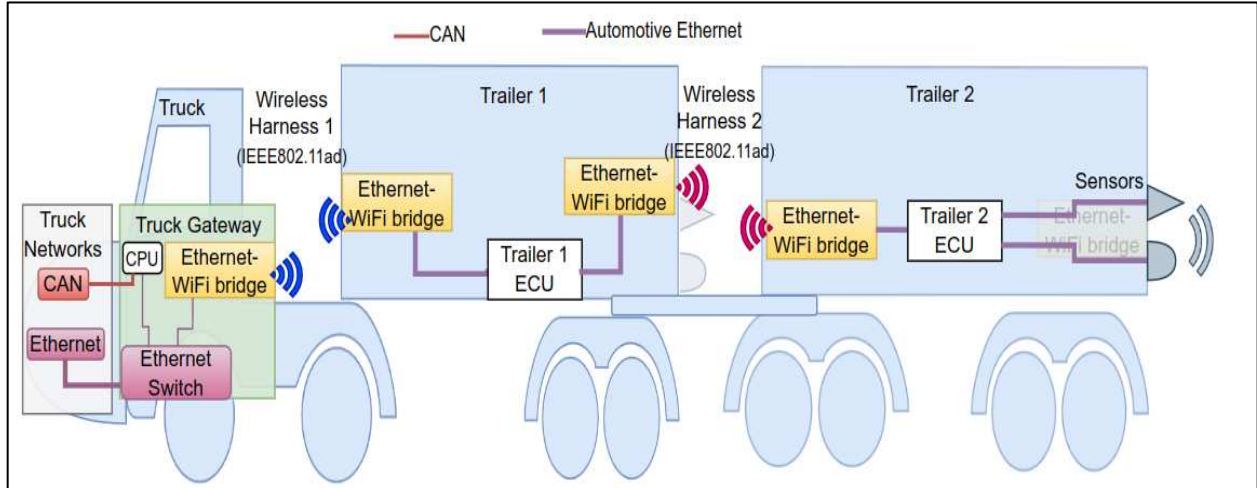 CAN
Automotive Ethernet
Truck
Wireless
Harness 1
(IEEE802.11ad)
Trailer 1
Wireless
Harness 2
(IEEE802.11ad)
Trailer 2
Ethernet-
WiFi bridge
Ethernet-
WiFi bridge
Sensors
Truck
Networks
Truck Gateway
CPU
Ethernet-
WiFi bridge
CAN
Trailer 1
ECU
Ethernet-
WiFi bridge
Trailer 2
ECU
Ethernet-
WiFi bridge
Ethernet
Ethernet
Switch